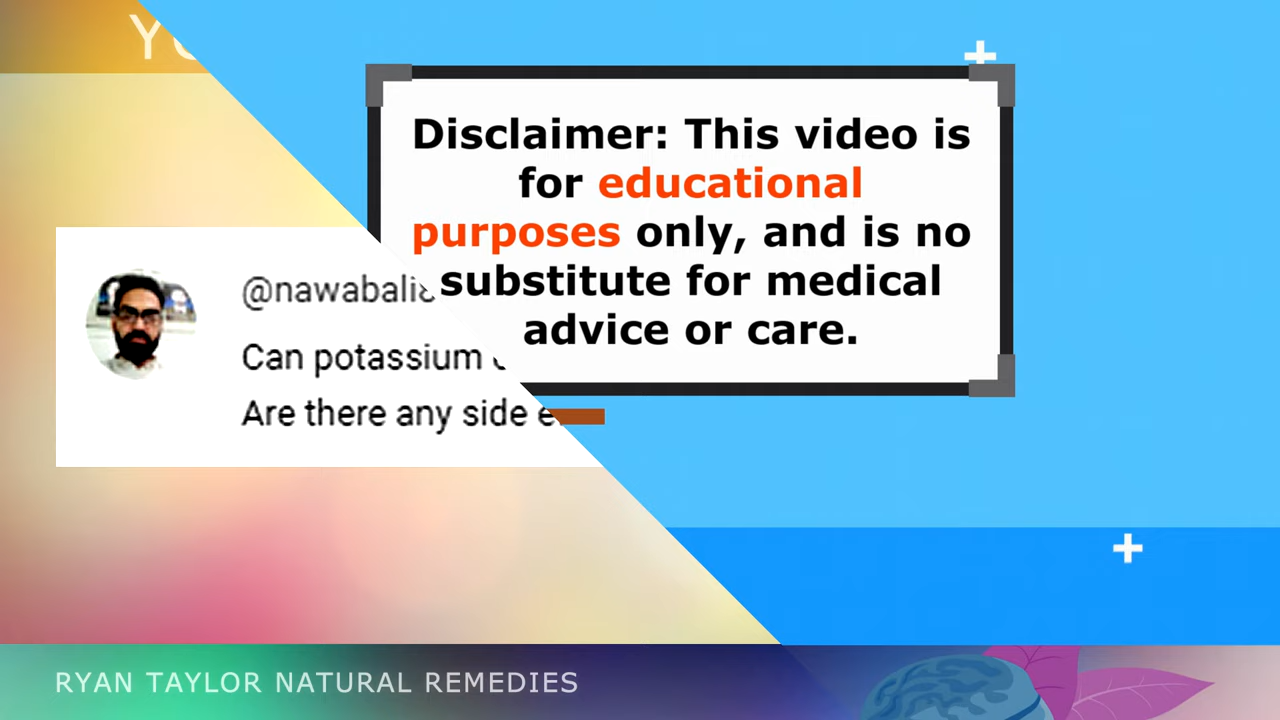 Disclaimer: This video is
for educational
purposes only, and is no
substitute for medical
advice or care.
Can potassium
Are there any side
RYAN TAYLOR NATURAL REMEDIES